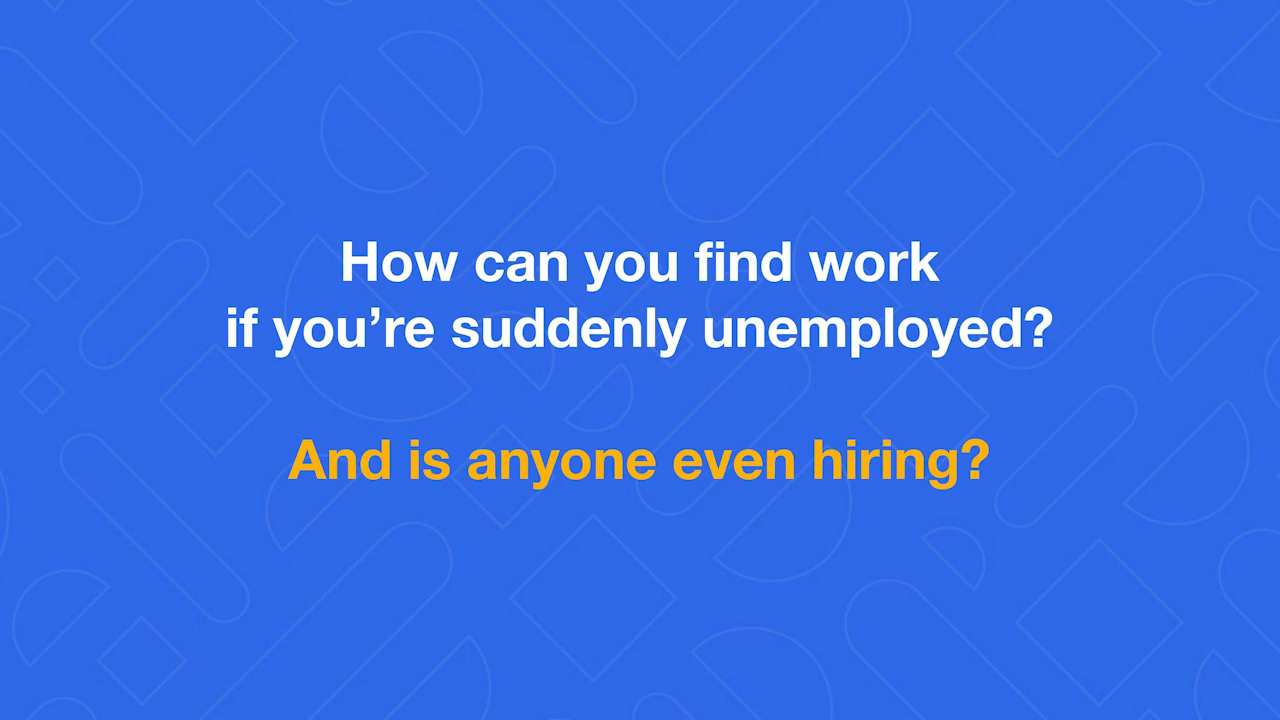 How can you find work
if you’re suddenly unemployed?
And is anyone even hiring?